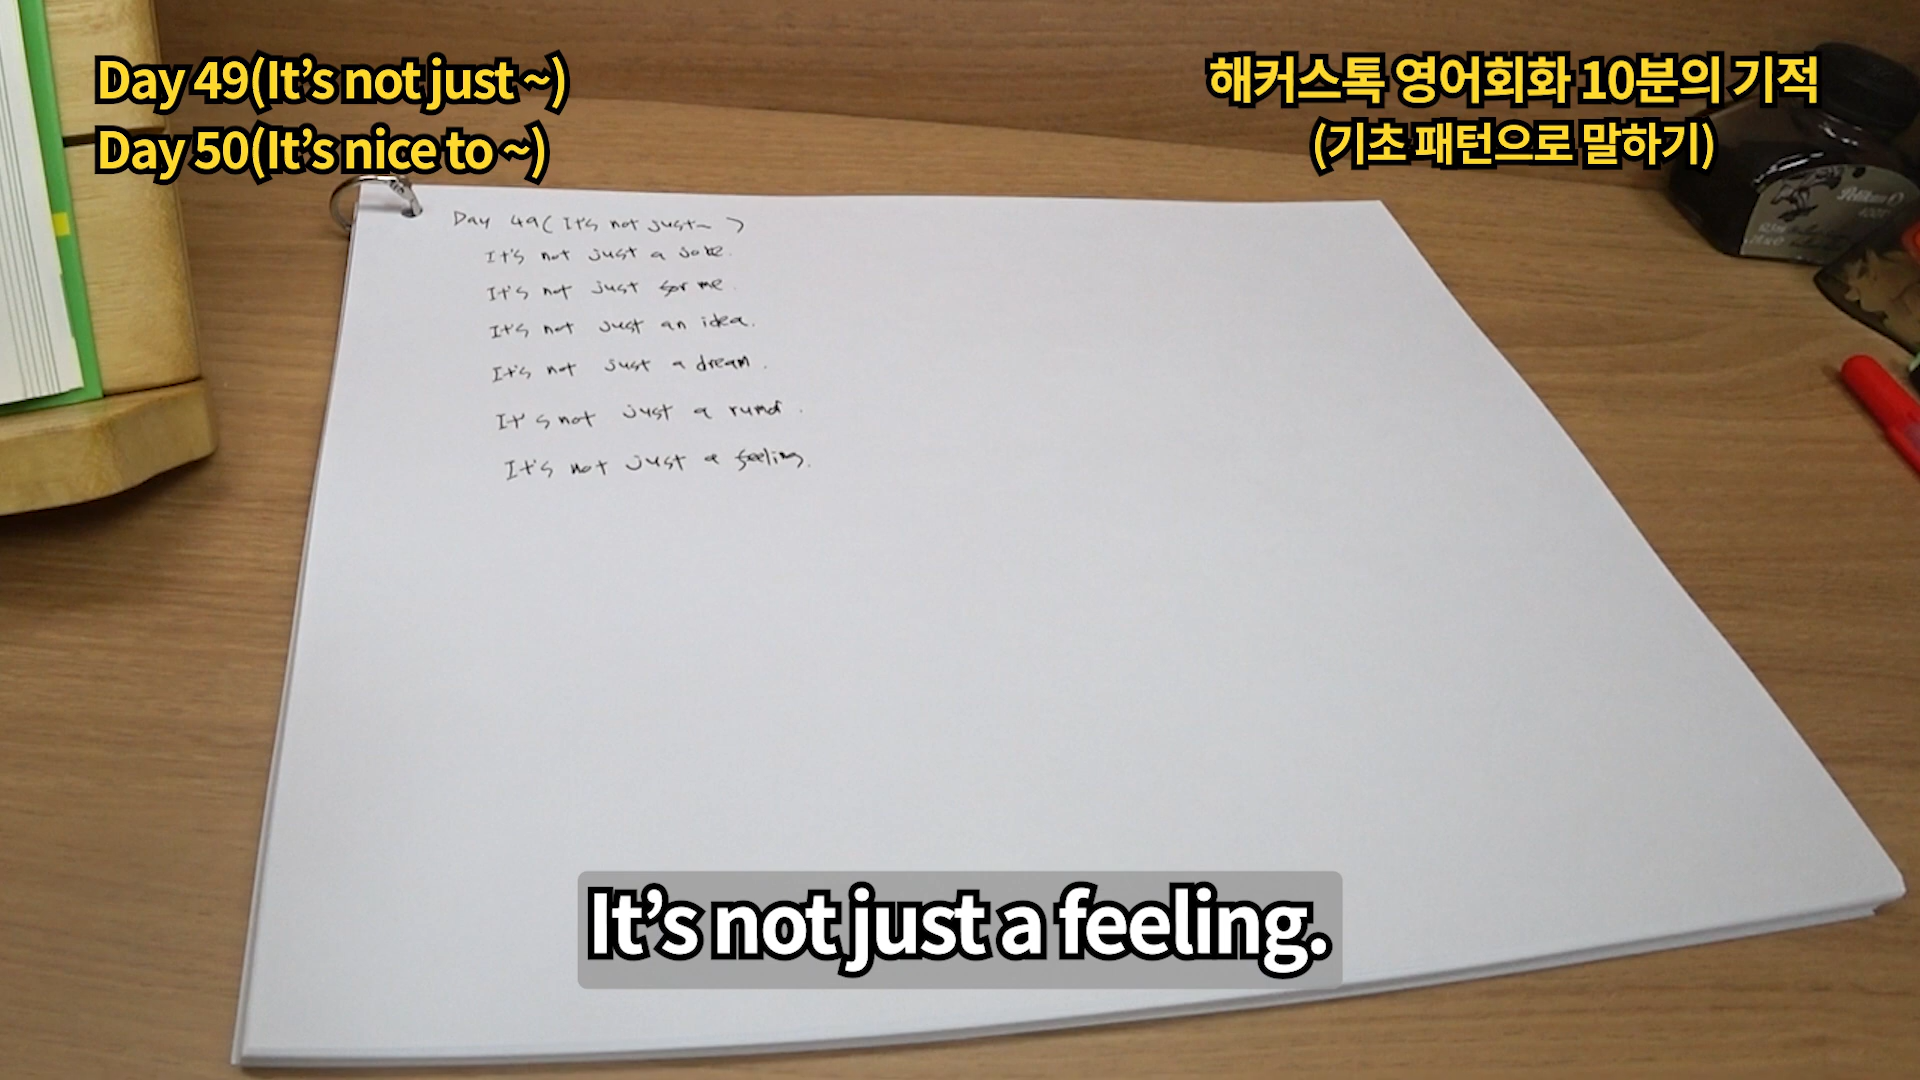 Day 49(It's not just ~)
Day 50(It's nice to ~)
해커스톡 영어회화 10분의 기적
(기초 패턴으로 말하기)
Day 49(It's not just~ )
It's not just a joke.
It's not just for me.
It's not just an idea.
It's not just a dream.
It's not just a rumor.
It's not just a feeling.
Pelikan
4001
It's not just a feeling.